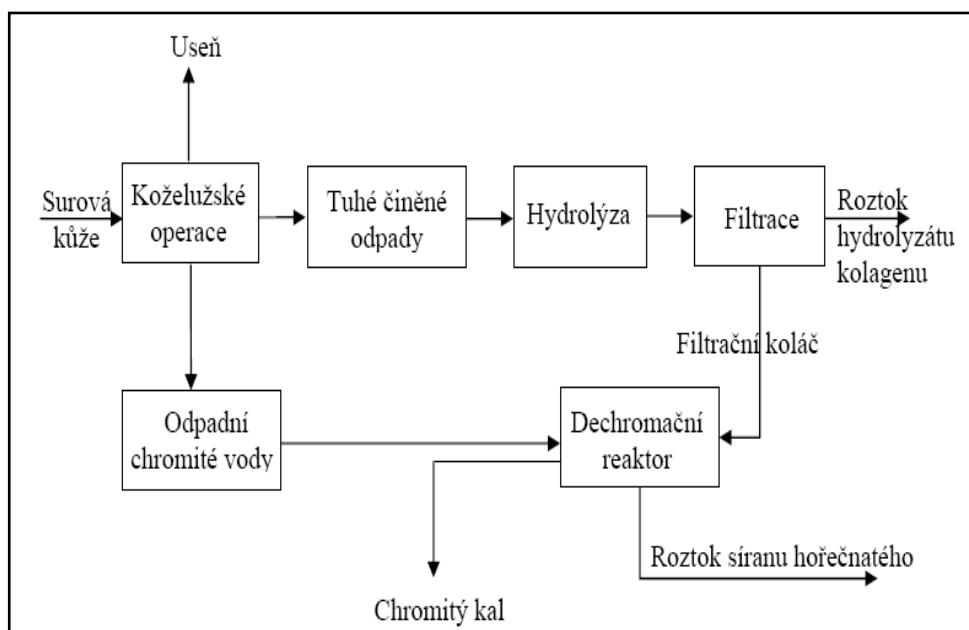 Useň
Surová
kůže
Koželužské
operace
Tuhé činěné
odpady
Hydrolýza
Filtrace
Roztok
hydrolyzátu
kolagenu
Filtrační koláč
Odpadní
chromité vody
Dechromační
reaktor
Roztok síranu hořečnatého
Chromitý kal